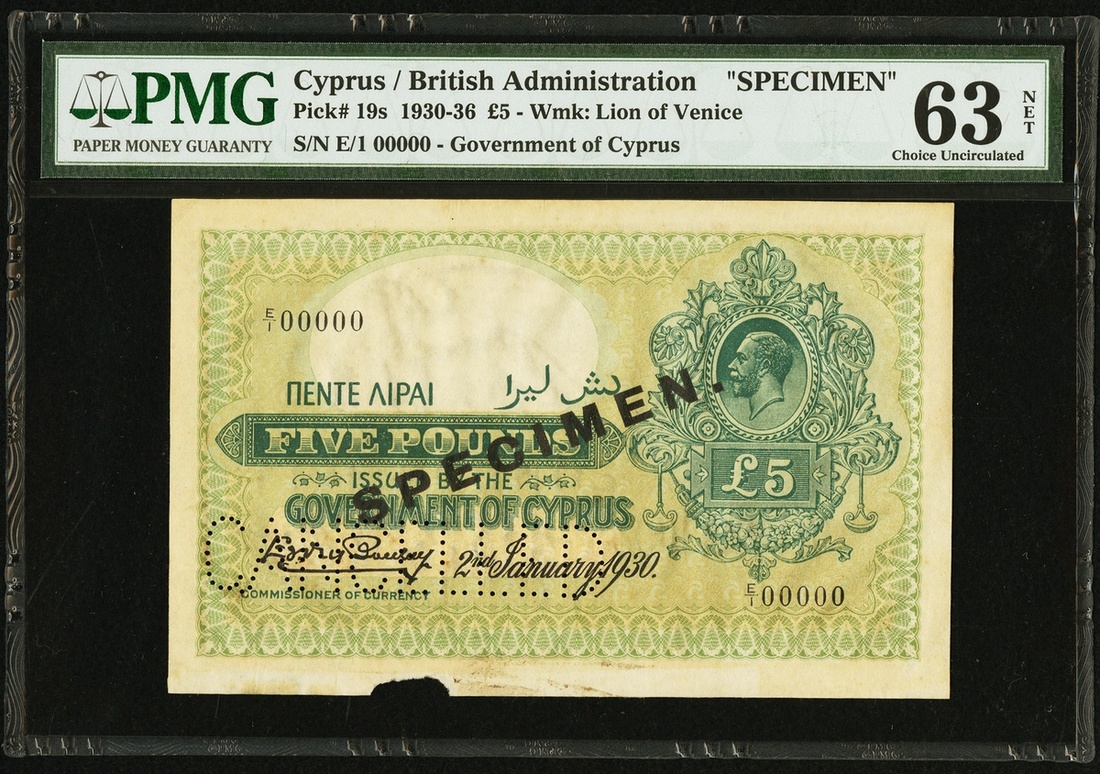 PMG
PAPER MONEY GUARANTY
Cyprus / British Administration "SPECIMEN"
Pick# 19s 1930-36 £5 - Wmk: Lion of Venice
S/N E/1 00000 - Government of Cyprus
63
NET
Choice Uncirculated
E/1 00000
ΠΕΝΤΕ ΛΙΡΑΙ
بش ليرا
FIVE POUNDS
ISSUED BY THE
GOVERNMENT OF CYPRUS
SPECIMEN.
£5
CANCELLED
2nd January 1930.
COMMISSIONER OF CURRENCY
E/1 00000